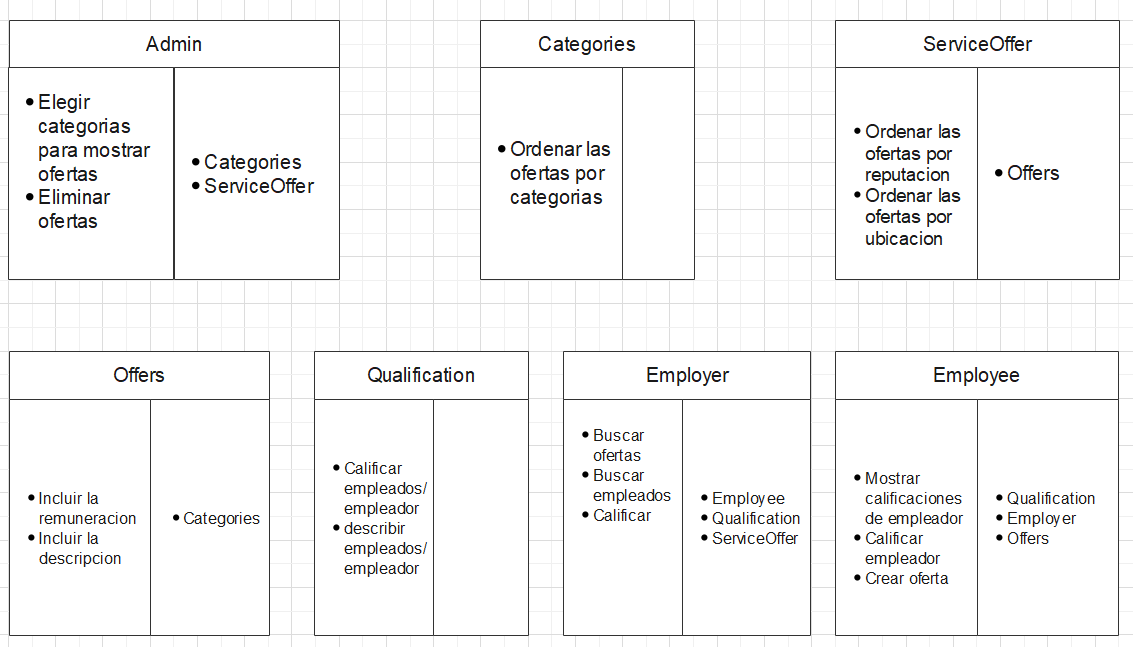 Admin
• Elegir
categorias
para mostrar
ofertas
• Eliminar
ofertas
• Categories
• ServiceOffer
Categories
• Ordenar las
ofertas por
categorias
ServiceOffer
• Ordenar las
ofertas por
reputacion
• Ordenar las
ofertas por
ubicacion
• Offers
Offers
• Incluir la
remuneracion
• Incluir la
descripcion
• Categories
Qualification
• Calificar
empleados/
empleador
• describir
empleados/
empleador
Employer
• Buscar
ofertas
• Buscar
empleados
• Calificar
• Employee
• Qualification
• ServiceOffer
Employee
• Mostrar
calificaciones
de empleador
• Calificar
empleador
• Crear oferta
• Qualification
• Employer
• Offers